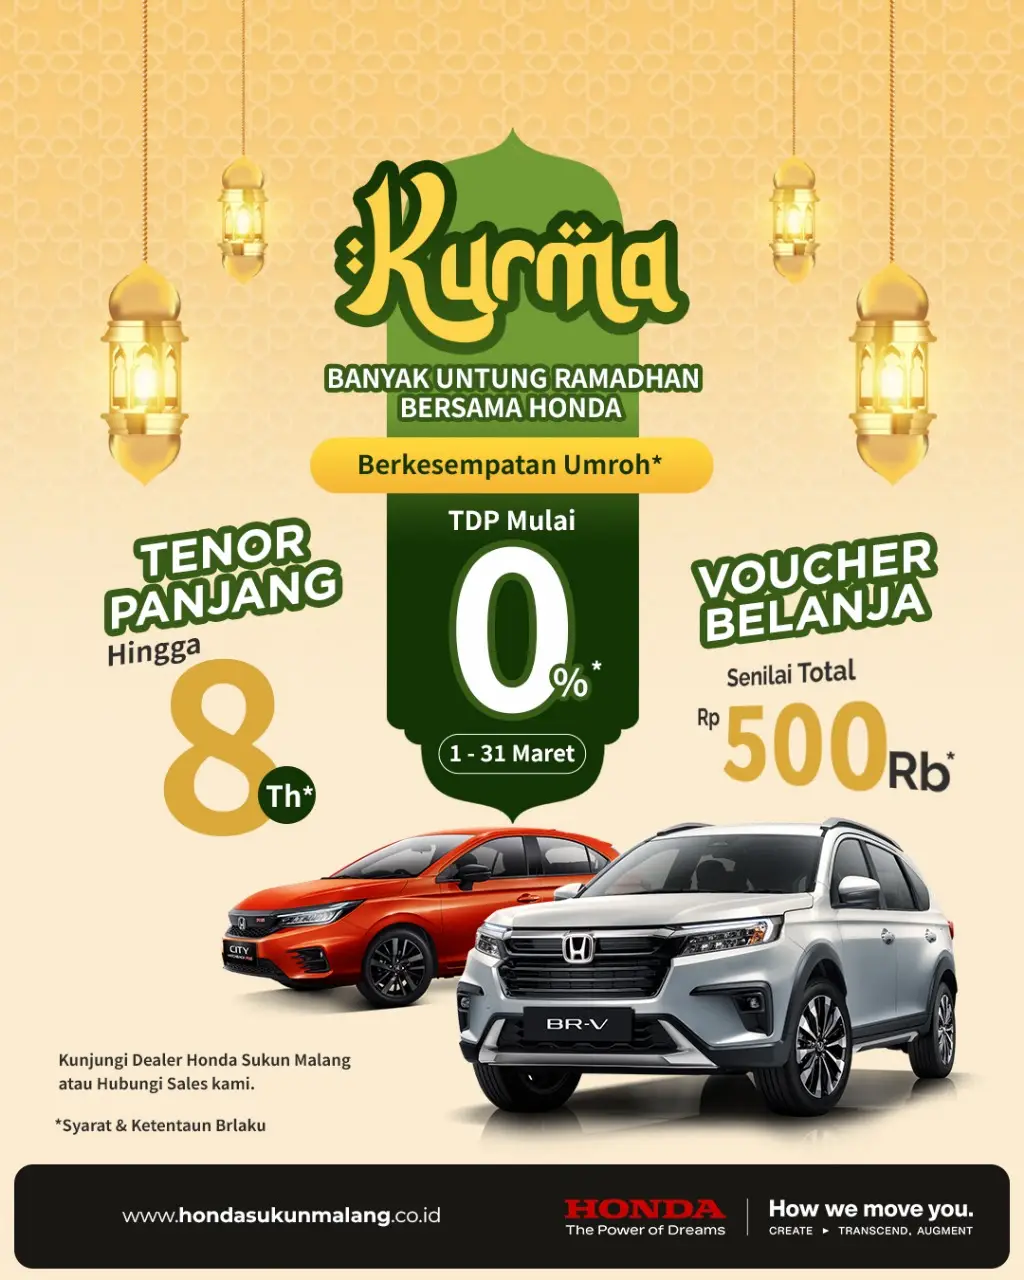 Kurma
BANYAK UNTUNG RAMADHAN
BERSAMA HONDA
Berkesempatan Umroh*
TDP Mulai
0%*
1 - 31 Maret
TENOR
PANJANG
Hingga
8
Th*
VOUCHER
BELANJA
Senilai Total
Rp 500Rb*
CITY
BR-V
Kunjungi Dealer Honda Sukun Malang
atau Hubungi Sales kami.
*Syarat & Ketentaun Brlaku
www.hondasukunmalang.co.id
HONDA
The Power of Dreams
How we move you.
CREATE ▸ TRANSCEND, AUGMENT